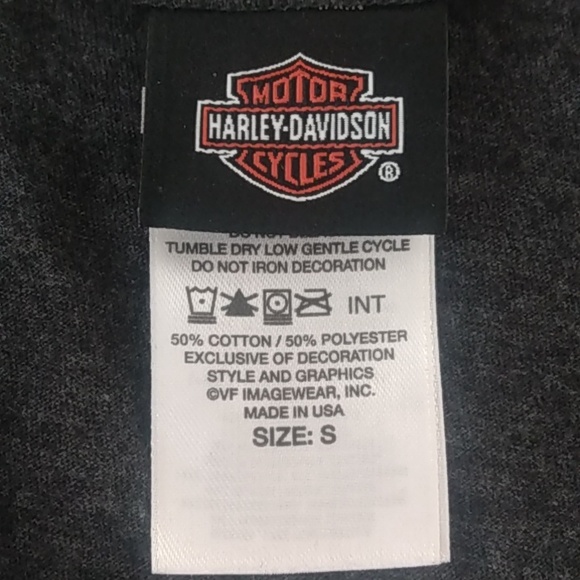 MOTOR
HARLEY-DAVIDSON
CYCLES
®
TUMBLE DRY LOW GENTLE CYCLE
DO NOT IRON DECORATION
INT
50% COTTON / 50% POLYESTER
EXCLUSIVE OF DECORATION
STYLE AND GRAPHICS
©VF IMAGEWEAR, INC.
MADE IN USA
SIZE: S